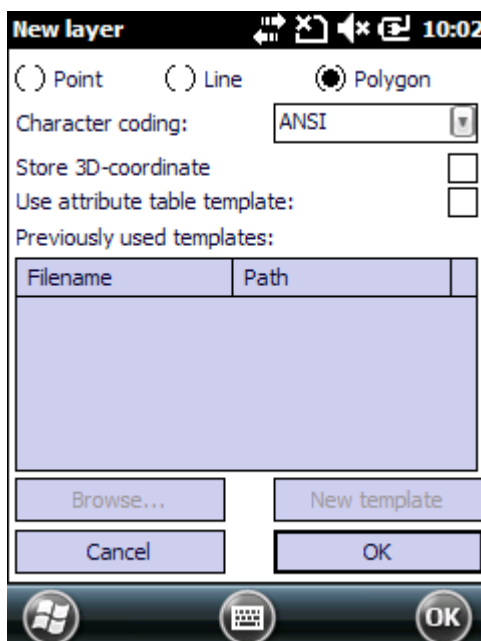 New layer 10:02
Point Line Polygon
Character coding: ANSI
Store 3D-coordinate
Use attribute table template:
Previously used templates:
Filename Path
Browse... New template
Cancel OK
OK